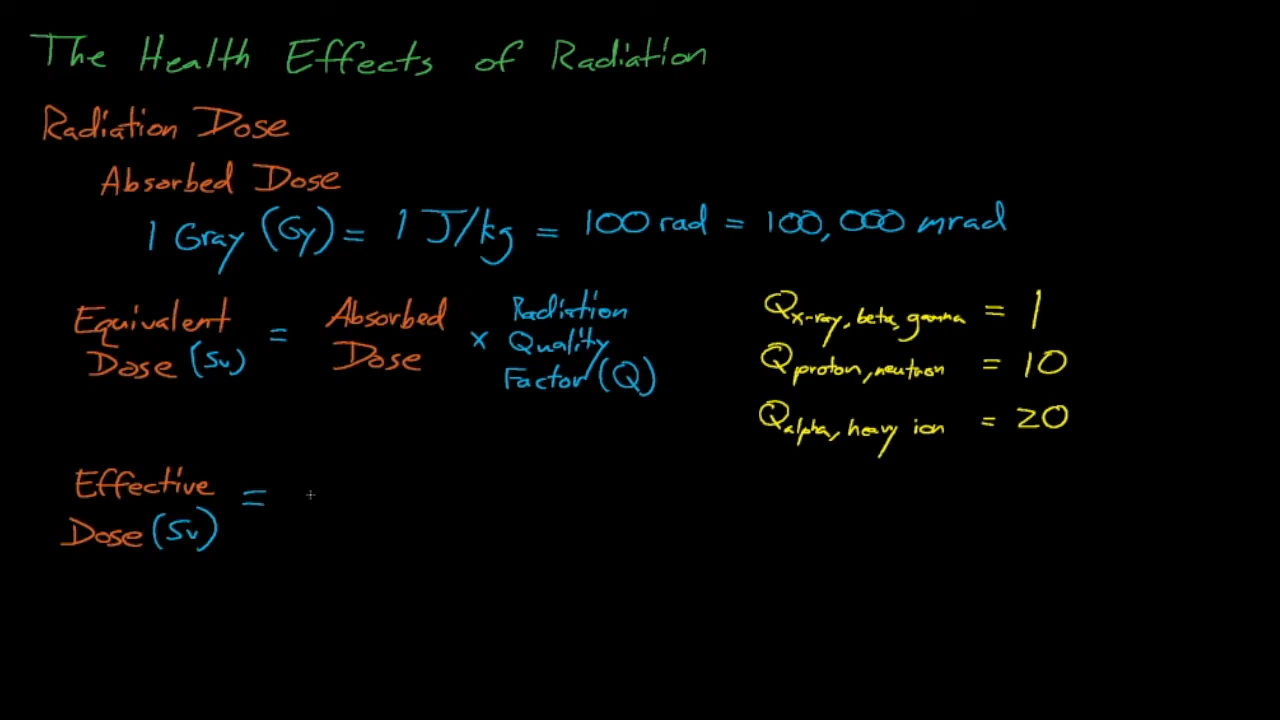 The Health Effects of Radiation
Radiation Dose
Absorbed Dose
1 Gray (Gy) = 1 J/kg = 100 rad = 100,000 mrad
Equivalent Dose (Sv) = Absorbed Dose x Radiation Quality Factor (Q)
Qx-ray, beta, gamma = 1
Qproton, neutron = 10
Qalpha, heavy ion = 20
Effective Dose (Sv) =